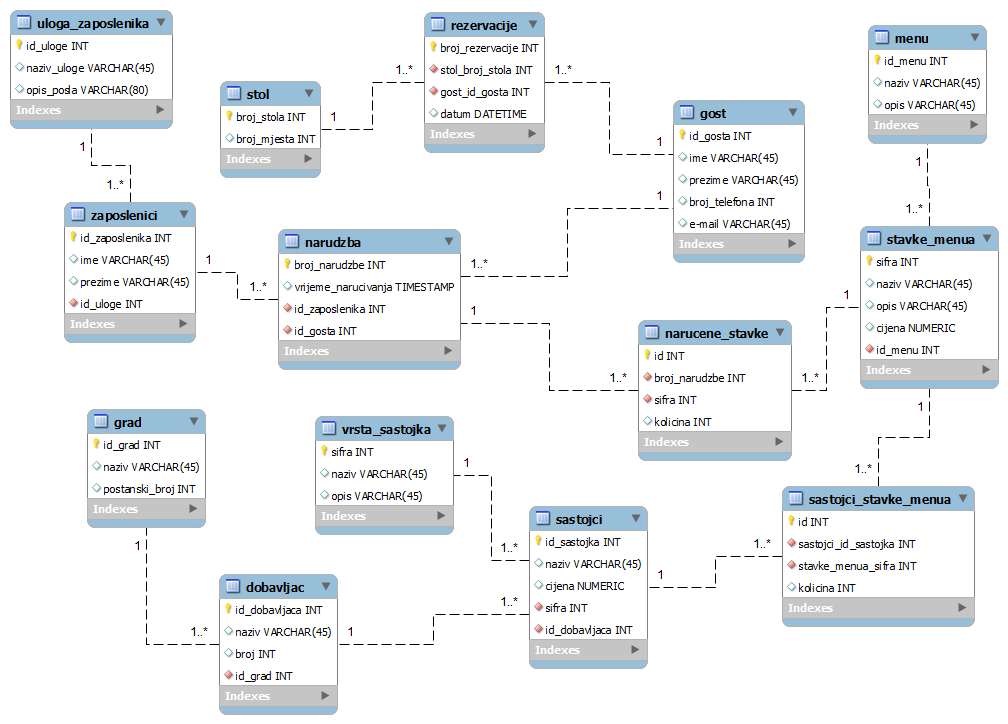 uloga_zaposlenika
id_uloge INT
naziv_uloge VARCHAR(45)
opis_posla VARCHAR(80)
Indexes
1
1..*
stol
broj_stola INT
broj_mjesta INT
Indexes
1
1..*
rezervacije
broj_rezervacije INT
stol_broj_stola INT
gost_id_gosta INT
datum DATETIME
Indexes
1..*
1
gost
id_gosta INT
ime VARCHAR(45)
prezime VARCHAR(45)
broj_telefona INT
e-mail VARCHAR(45)
Indexes
1
1..*
menu
id_menu INT
naziv VARCHAR(45)
opis VARCHAR(45)
Indexes
1
1..*
zaposlenici
id_zaposlenika INT
ime VARCHAR(45)
prezime VARCHAR(45)
id_uloge INT
Indexes
1
1..*
narudzba
broj_narudzbe INT
vrijeme_narucivanja TIMESTAMP
id_zaposlenika INT
id_gosta INT
Indexes
1
1..*
narucene_stavke
id INT
broj_narudzbe INT
sifra INT
kolicina INT
Indexes
1..*
1
stavke_menua
sifra INT
naziv VARCHAR(45)
opis VARCHAR(45)
cijena NUMERIC
id_menu INT
Indexes
1
1..*
grad
id_grad INT
naziv VARCHAR(45)
postanski_broj INT
Indexes
1
1..*
vrsta_sastojka
sifra INT
naziv VARCHAR(45)
opis VARCHAR(45)
Indexes
1
1..*
dobavljac
id_dobavljaca INT
naziv VARCHAR(45)
broj INT
id_grad INT
Indexes
1
1..*
sastojci
id_sastojka INT
naziv VARCHAR(45)
cijena NUMERIC
sifra INT
id_dobavljaca INT
Indexes
1
1..*
sastojci_stavke_menua
id INT
sastojci_id_sastojka INT
stavke_menua_sifra INT
kolicina INT
Indexes